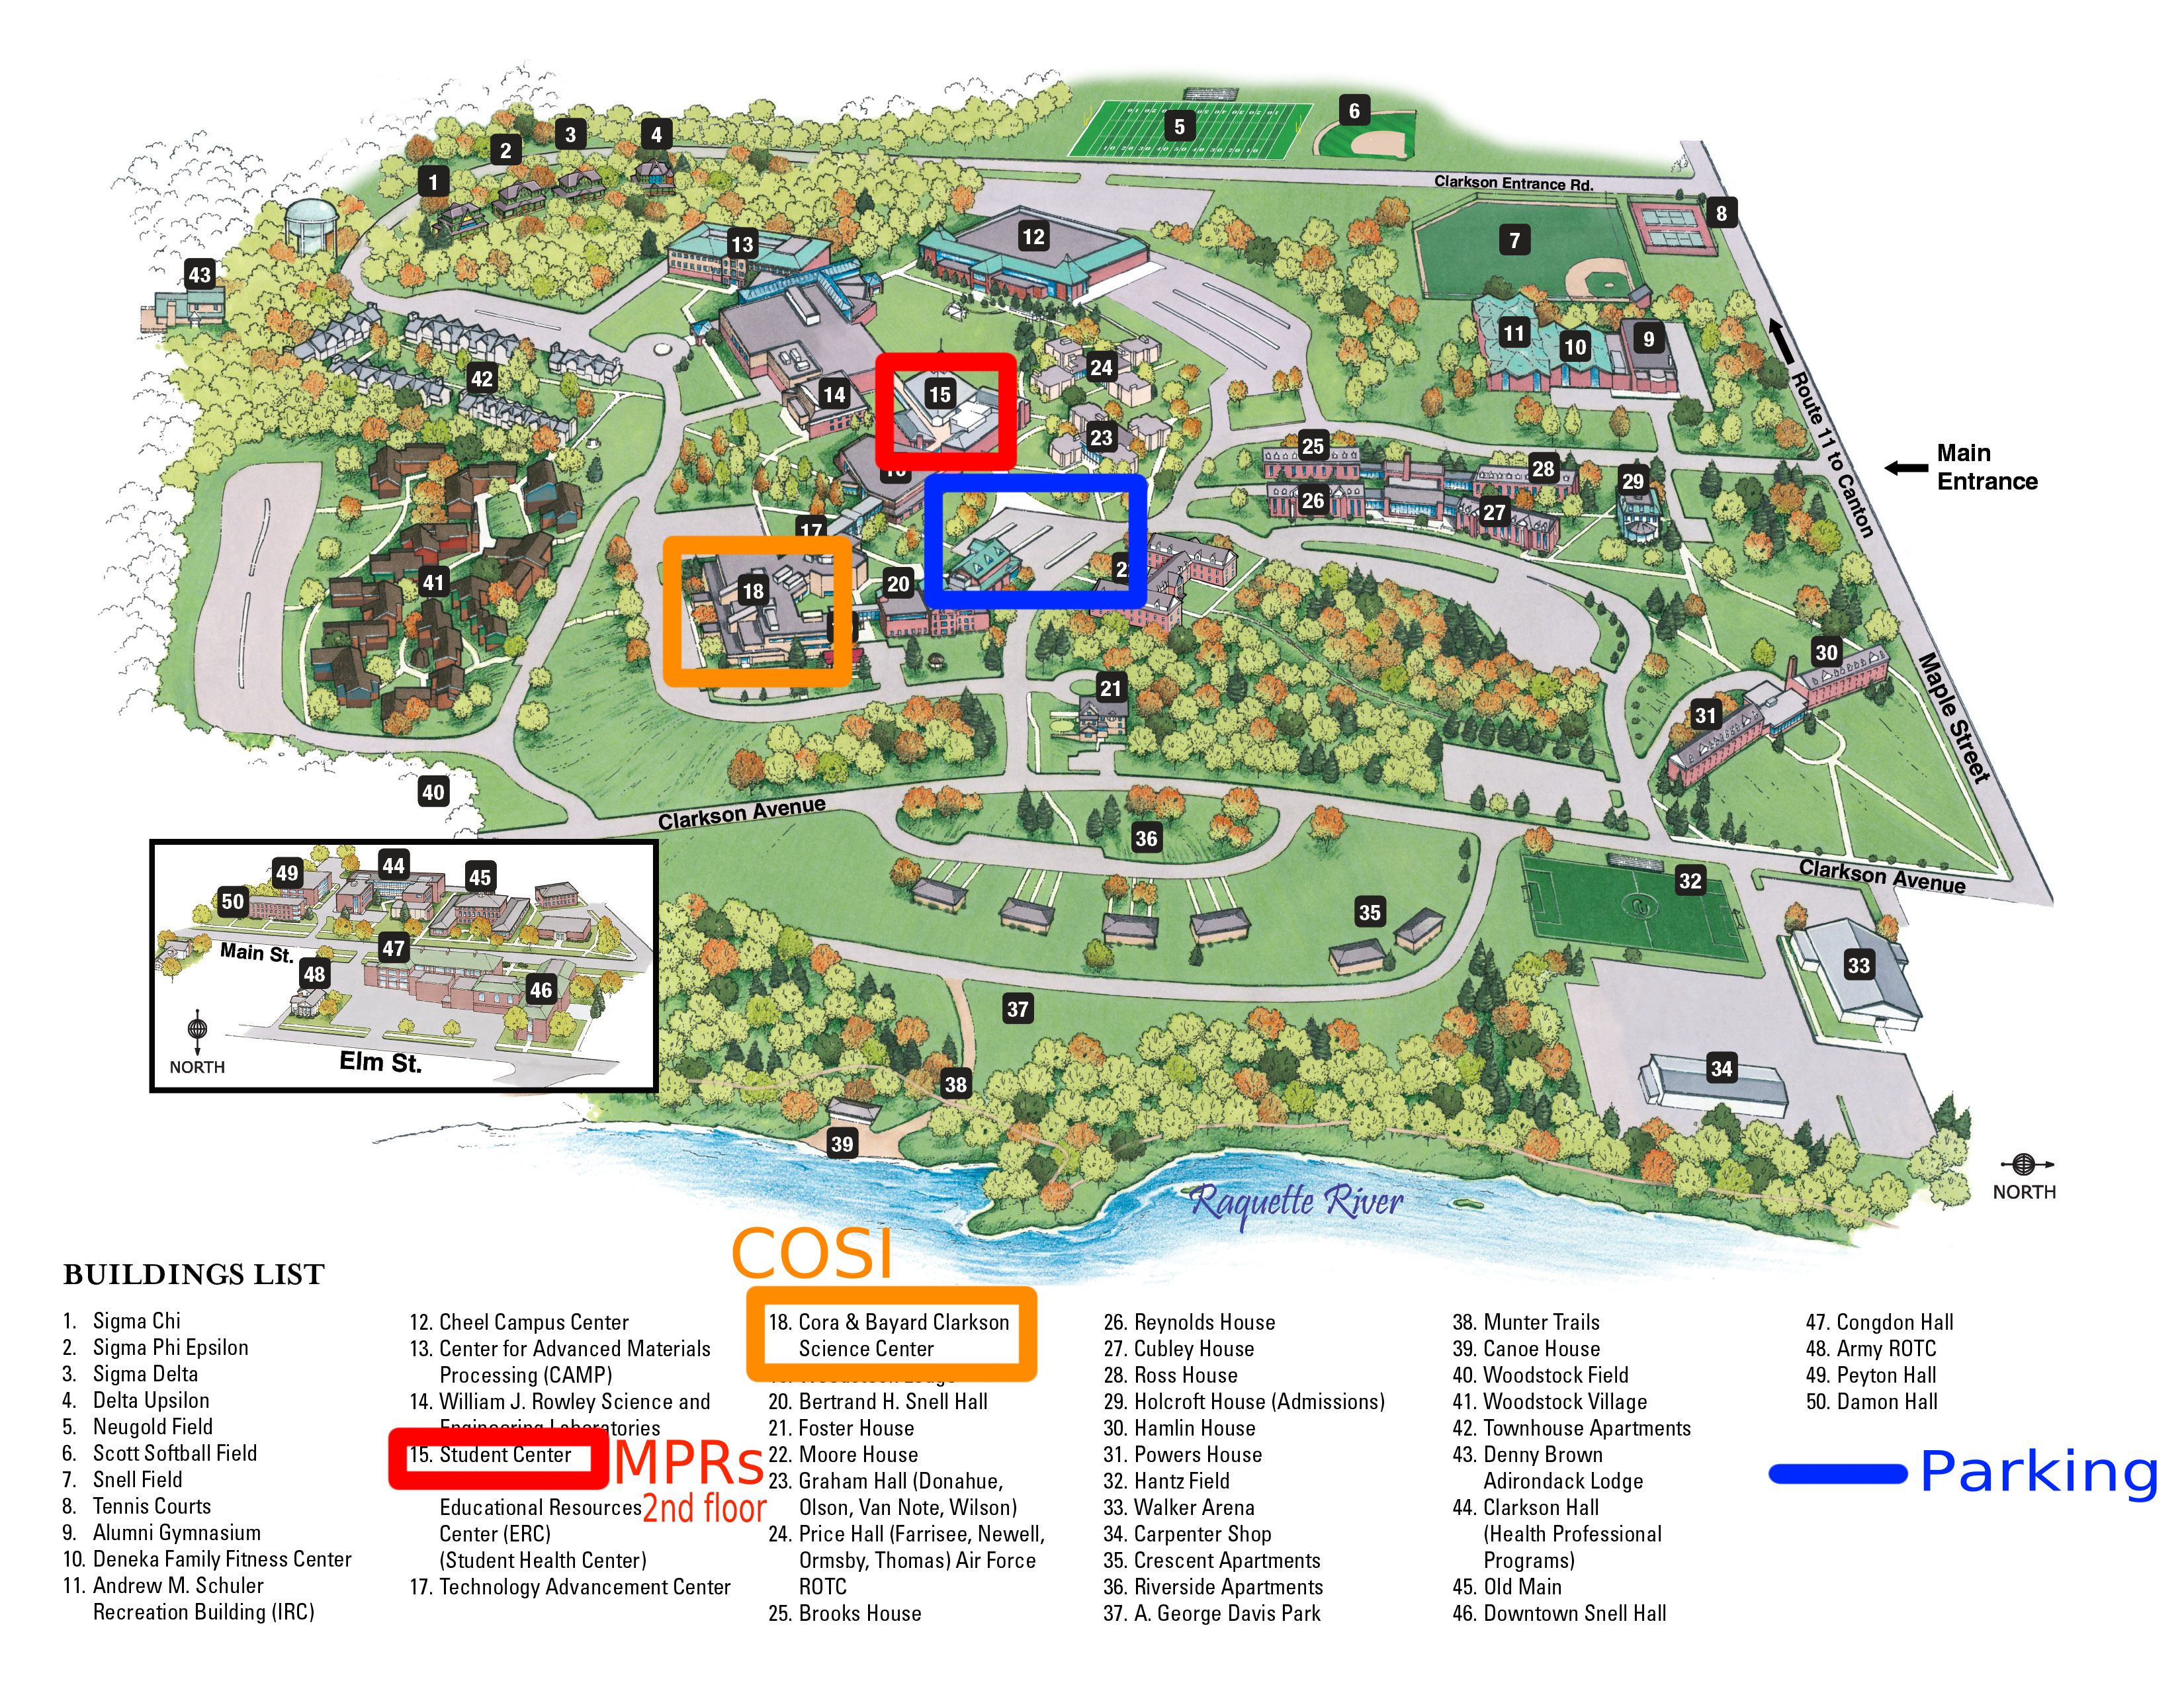 1
2
3
4
5
6
Clarkson Entrance Rd.
7
8
12
13
43
11
10
9
Route 11 to Canton
Main
Entrance
24
15
14
42
23
25
28
29
26
27
17
41
18
20
30
21
31
Maple Street
40
Clarkson Avenue
36
Clarkson Avenue
32
35
33
37
34
38
39
Raquette River
NORTH
49
44
45
50
Main St.
47
48
46
NORTH
Elm St.
COSI
BUILDINGS LIST
1. Sigma Chi
2. Sigma Phi Epsilon
3. Sigma Delta
4. Delta Upsilon
5. Neugold Field
6. Scott Softball Field
7. Snell Field
8. Tennis Courts
9. Alumni Gymnasium
10. Deneka Family Fitness Center
11. Andrew M. Schuler
Recreation Building (IRC)
12. Cheel Campus Center
13. Center for Advanced Materials
Processing (CAMP)
14. William J. Rowley Science and
Engineering Laboratories
15. Student Center
MPRs
2nd floor
Educational Resources
Center (ERC)
(Student Health Center)
17. Technology Advancement Center
18. Cora & Bayard Clarkson
Science Center
20. Bertrand H. Snell Hall
21. Foster House
22. Moore House
23. Graham Hall (Donahue,
Olson, Van Note, Wilson)
24. Price Hall (Farrisee, Newell,
Ormsby, Thomas) Air Force
ROTC
25. Brooks House
26. Reynolds House
27. Cubley House
28. Ross House
29. Holcroft House (Admissions)
30. Hamlin House
31. Powers House
32. Hantz Field
33. Walker Arena
34. Carpenter Shop
35. Crescent Apartments
36. Riverside Apartments
37. A. George Davis Park
38. Munter Trails
39. Canoe House
40. Woodstock Field
41. Woodstock Village
42. Townhouse Apartments
43. Denny Brown
Adirondack Lodge
44. Clarkson Hall
(Health Professional
Programs)
45. Old Main
46. Downtown Snell Hall
47. Congdon Hall
48. Army ROTC
49. Peyton Hall
50. Damon Hall
Parking